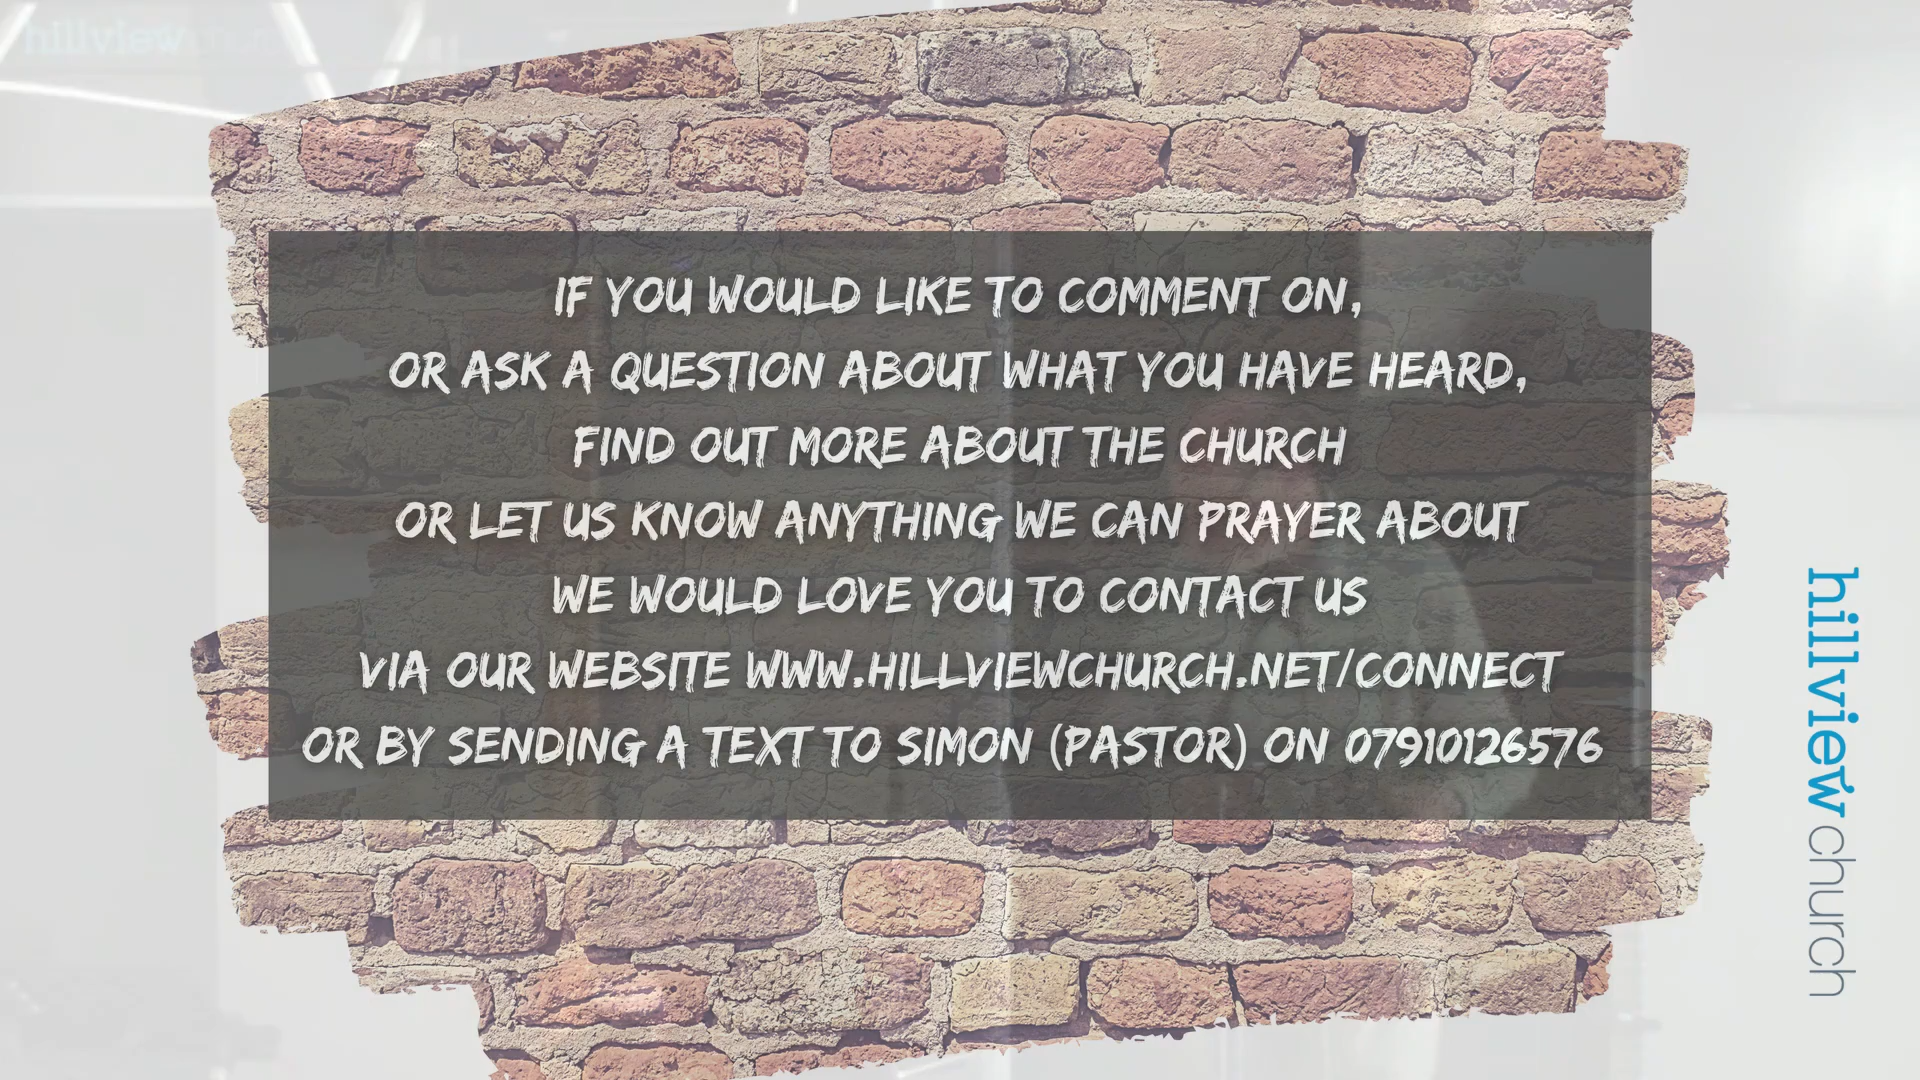 hillview church
IF YOU WOULD LIKE TO COMMENT ON,
OR ASK A QUESTION ABOUT WHAT YOU HAVE HEARD,
FIND OUT MORE ABOUT THE CHURCH
OR LET US KNOW ANYTHING WE CAN PRAYER ABOUT
WE WOULD LOVE YOU TO CONTACT US
VIA OUR WEBSITE WWW.HILLVIEWCHURCH.NET/CONNECT
OR BY SENDING A TEXT TO SIMON (PASTOR) ON 07910126576
hillview church